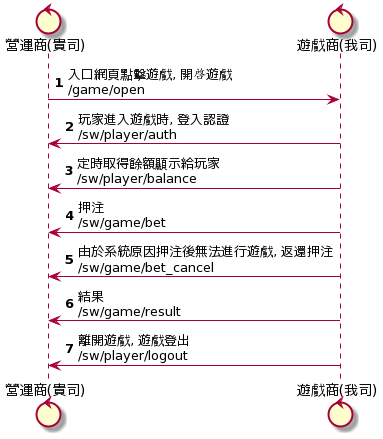 營運商(貴司)
遊戲商(我司)
1 入口網頁點擊遊戲, 開啓遊戲
/game/open
2 玩家進入遊戲時, 登入認證
/sw/player/auth
3 定時取得餘額顯示給玩家
/sw/player/balance
4 押注
/sw/game/bet
5 由於系統原因押注後無法進行遊戲, 返還押注
/sw/game/bet_cancel
6 結果
/sw/game/result
7 離開遊戲, 遊戲登出
/sw/player/logout
營運商(貴司)
遊戲商(我司)